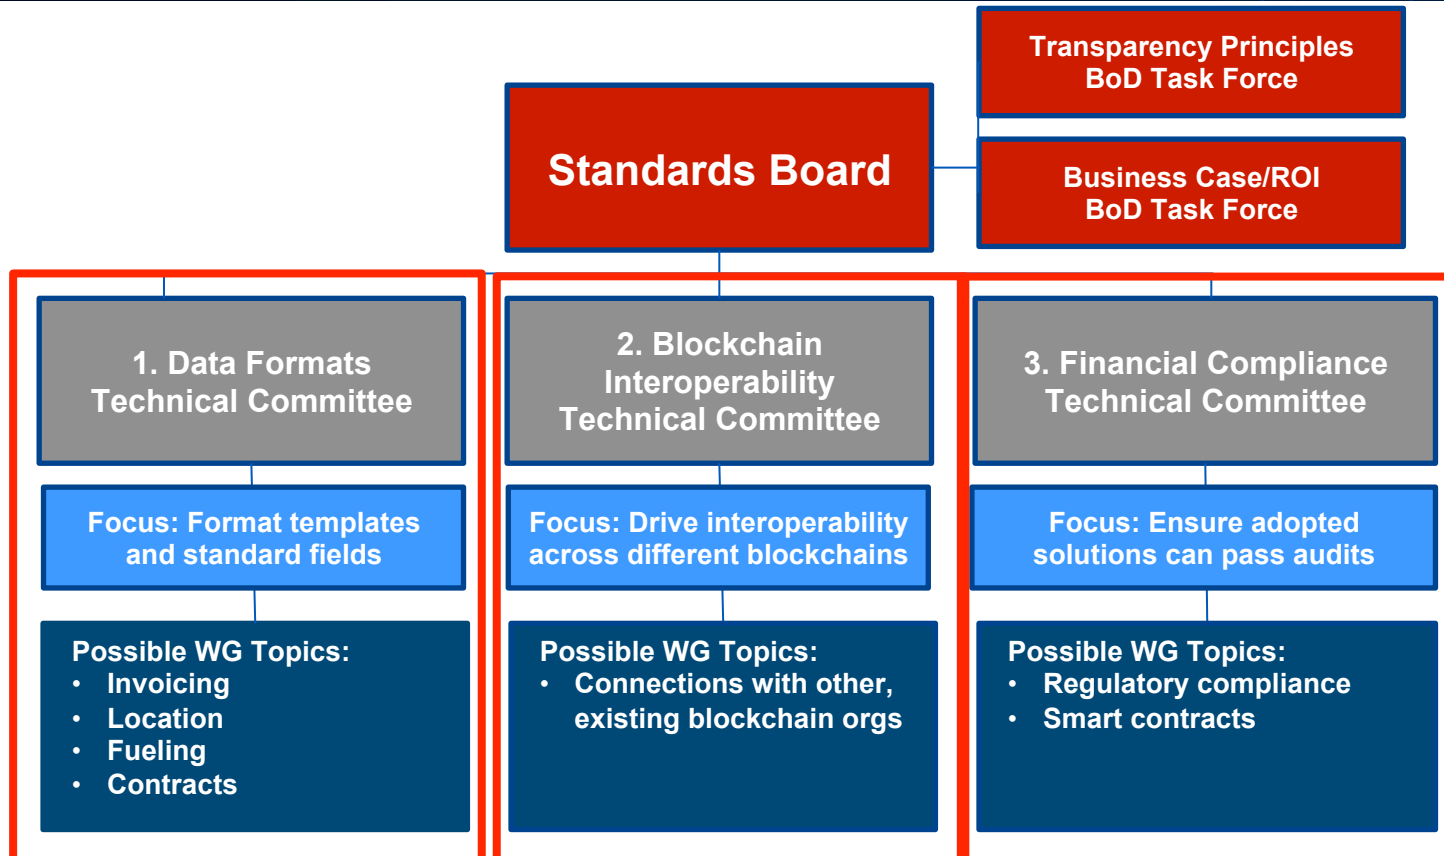 Transparency Principles
BoD Task Force
Standards Board
Business Case/ROI
BoD Task Force
1. Data Formats
Technical Committee
2. Blockchain
Interoperability
Technical Committee
3. Financial Compliance
Technical Committee
Focus: Format templates
and standard fields
Focus: Drive interoperability
across different blockchains
Focus: Ensure adopted
solutions can pass audits
Possible WG Topics:
• Invoicing
• Location
• Fueling
• Contracts
Possible WG Topics:
• Connections with other,
existing blockchain orgs
Possible WG Topics:
• Regulatory compliance
• Smart contracts